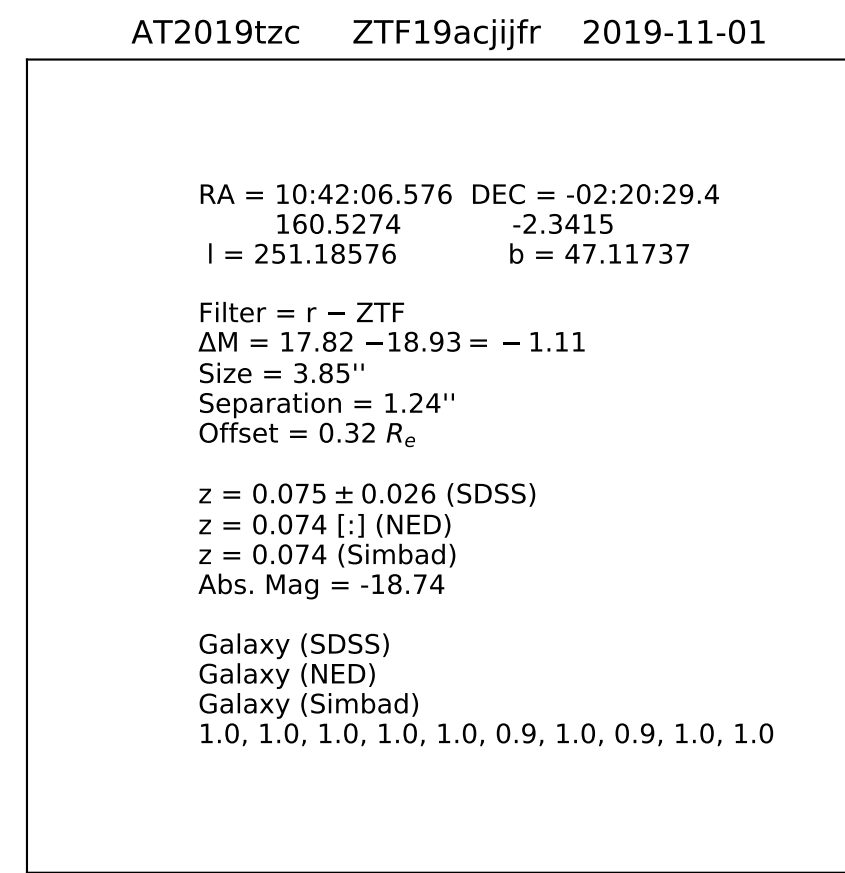 AT2019tzc ZTF19acjijfr 2019-11-01
RA = 10:42:06.576 DEC = -02:20:29.4
160.5274 -2.3415
l = 251.18576 b = 47.11737
Filter = r − ZTF
ΔM = 17.82 −18.93 = − 1.11
Size = 3.85''
Separation = 1.24''
Offset = 0.32 Re
z = 0.075 ± 0.026 (SDSS)
z = 0.074 [:] (NED)
z = 0.074 (Simbad)
Abs. Mag = -18.74
Galaxy (SDSS)
Galaxy (NED)
Galaxy (Simbad)
1.0, 1.0, 1.0, 1.0, 1.0, 0.9, 1.0, 0.9, 1.0, 1.0